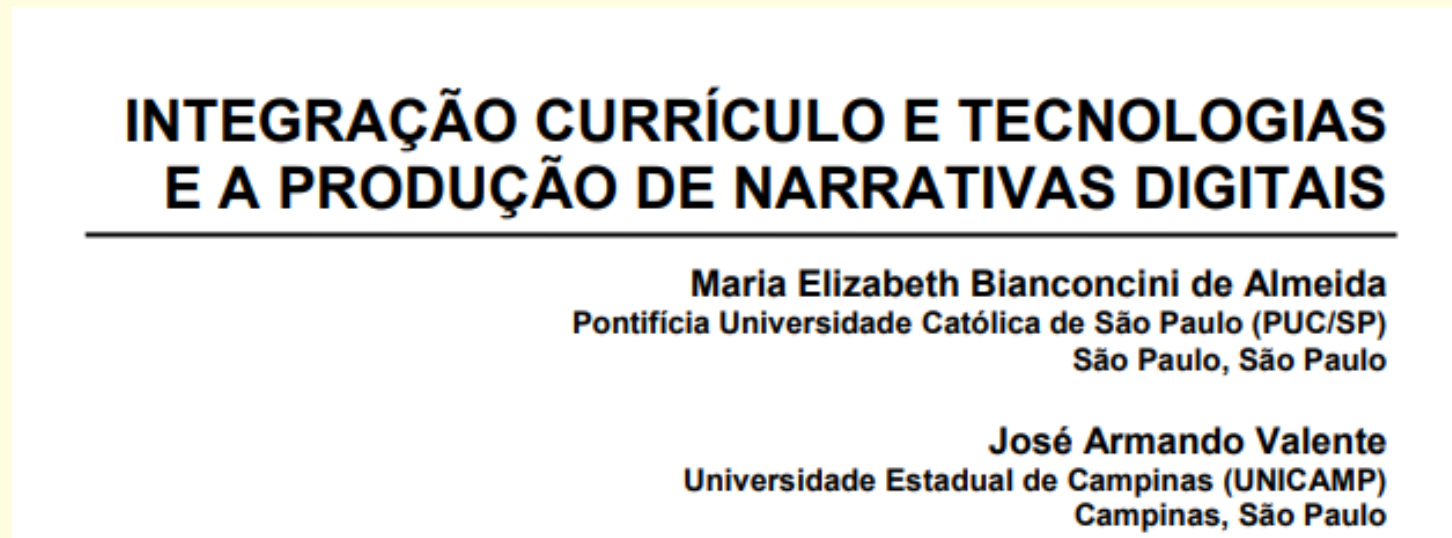 INTEGRAÇÃO CURRÍCULO E TECNOLOGIAS
E A PRODUÇÃO DE NARRATIVAS DIGITAIS
Maria Elizabeth Bianconcini de Almeida
Pontifícia Universidade Católica de São Paulo (PUC/SP)
São Paulo, São Paulo
José Armando Valente
Universidade Estadual de Campinas (UNICAMP)
Campinas, São Paulo